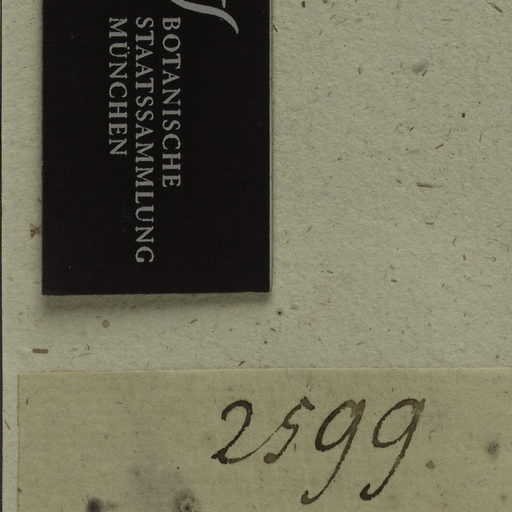 BOTANISCHE
STAATSSAMMLUNG
MÜNCHEN
2599